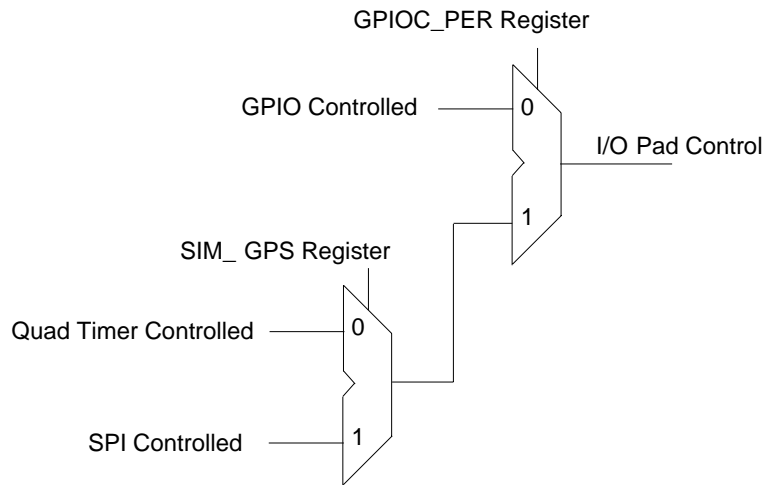 GPIOC_PER Register
GPIO Controlled
0
I/O Pad Control
1
SIM_ GPS Register
Quad Timer Controlled
0
SPI Controlled
1